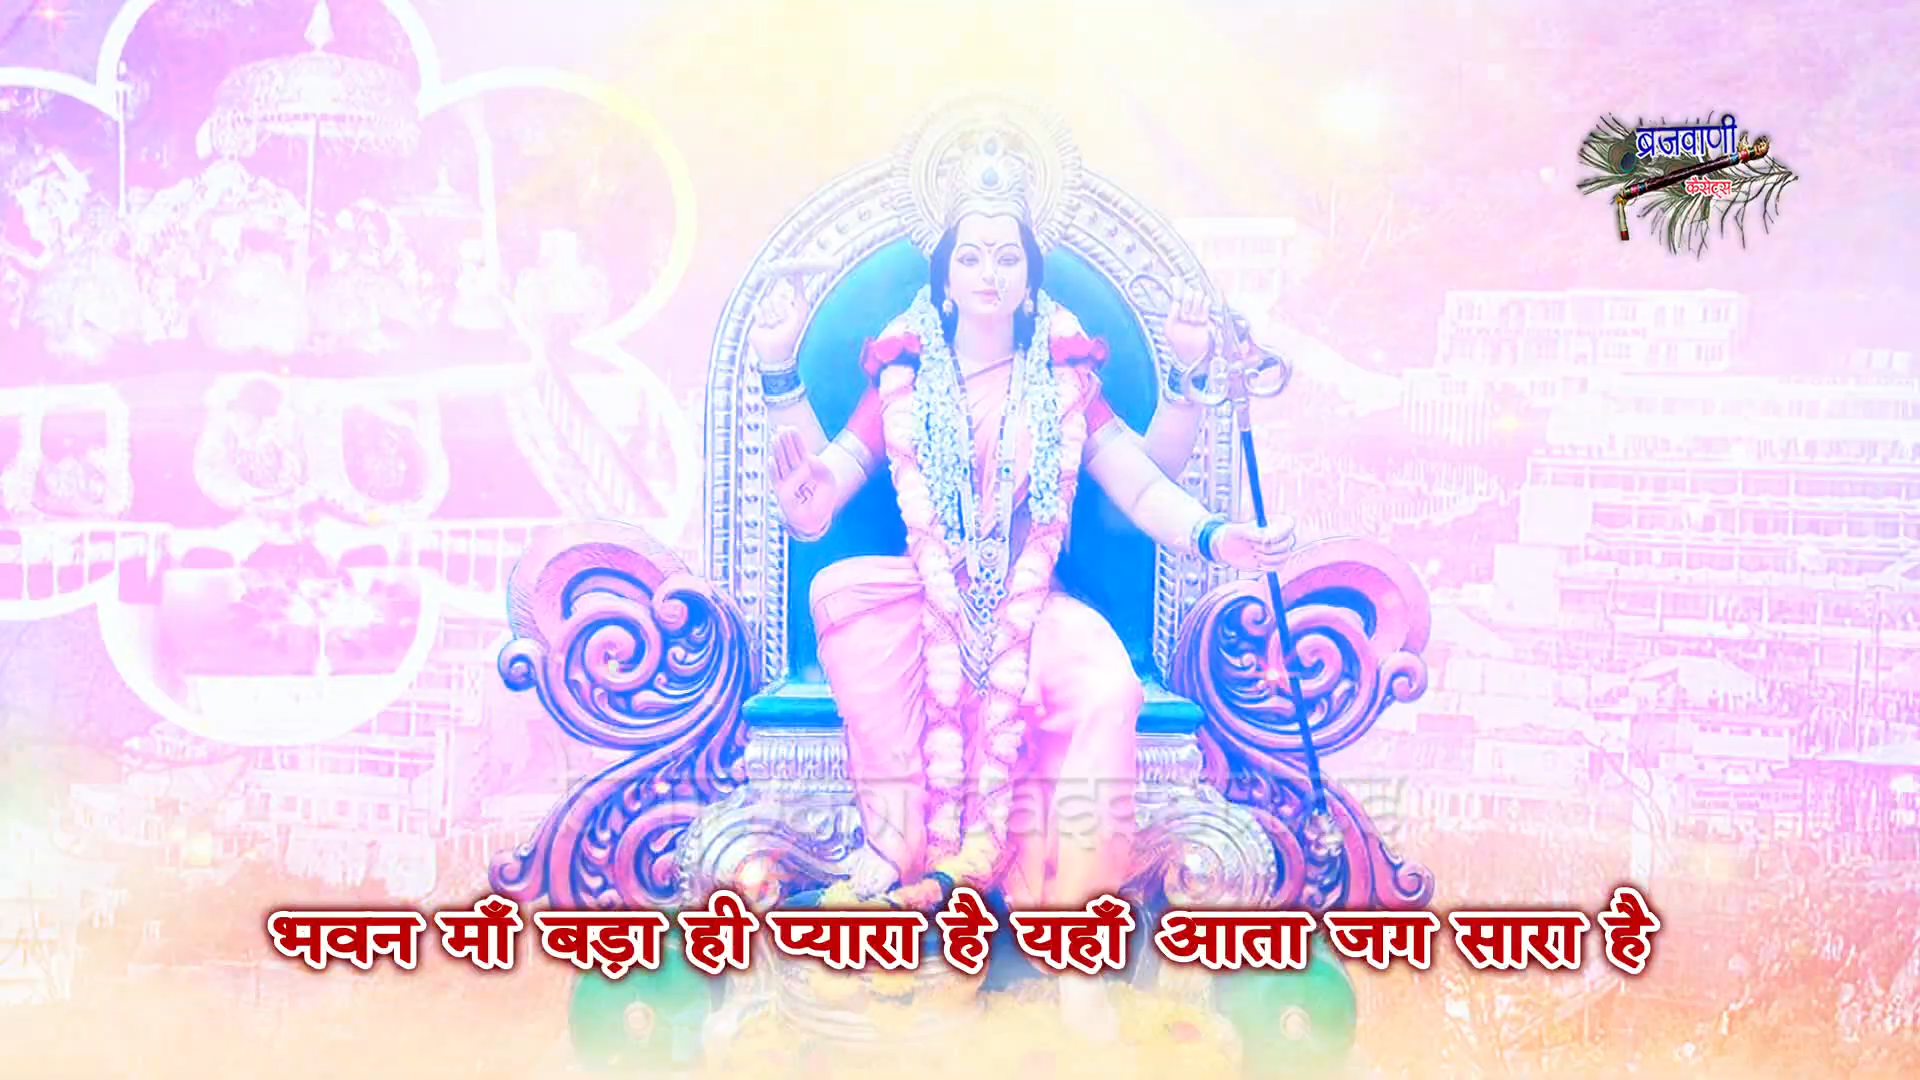 ब्रजवाणी
कैसेट्स
भवन माँ बड़ा ही प्यारा है यहाँ आता जग सारा है